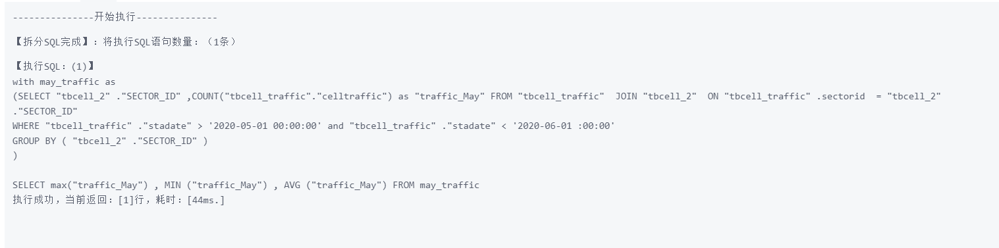 ---------------开始执行---------------
【拆分SQL完成】：将执行SQL语句数量：（1条）
【执行SQL：(1)】
with may_traffic as
(SELECT "tbcell_2" ."SECTOR_ID" ,COUNT("tbcell_traffic"."celltraffic") as "traffic_May" FROM "tbcell_traffic"  JOIN "tbcell_2"  ON "tbcell_traffic" .sectorid  = "tbcell_2"
."SECTOR_ID"
WHERE "tbcell_traffic" ."stadate" > '2020-05-01 00:00:00' and "tbcell_traffic" ."stadate" < '2020-06-01 :00:00'
GROUP BY ( "tbcell_2" ."SECTOR_ID" )
)
SELECT max("traffic_May") , MIN ("traffic_May") , AVG ("traffic_May") FROM may_traffic
执行成功，当前返回：[1]行，耗时：[44ms.]